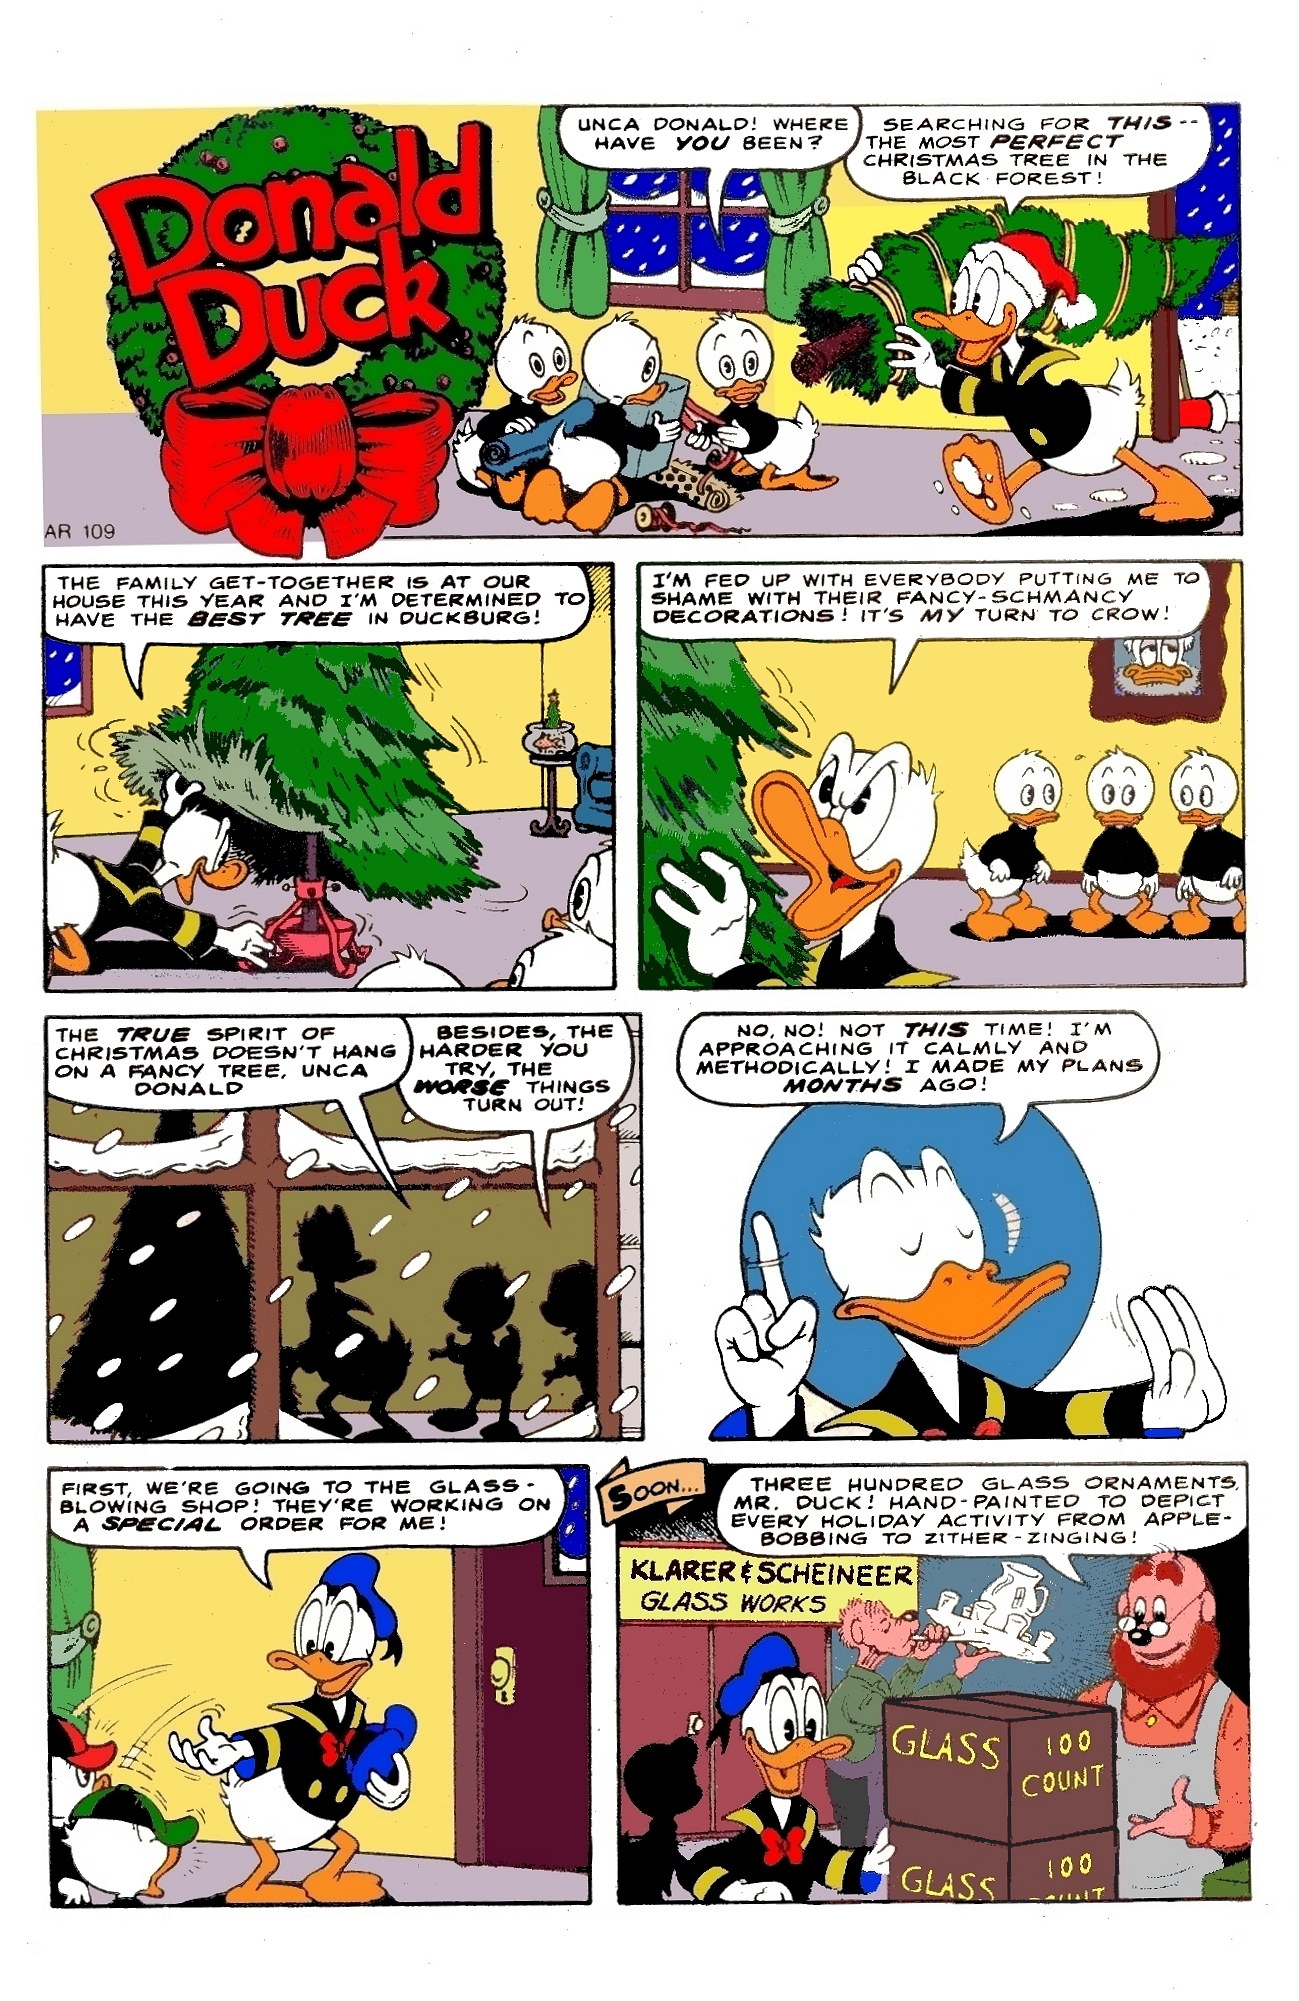 Donald
Duck
AR 109
UNCA DONALD! WHERE
HAVE YOU BEEN?
SEARCHING FOR THIS--
THE MOST PERFECT
CHRISTMAS TREE IN THE
BLACK FOREST!
THE FAMILY GET-TOGETHER IS AT OUR
HOUSE THIS YEAR AND I'M DETERMINED TO
HAVE THE BEST TREE IN DUCKBURG!
I'M FED UP WITH EVERYBODY PUTTING ME TO
SHAME WITH THEIR FANCY-SCHMANCY
DECORATIONS! IT'S MY TURN TO CROW!
THE TRUE SPIRIT OF
CHRISTMAS DOESN'T HANG
ON A FANCY TREE, UNCA
DONALD
BESIDES, THE
HARDER YOU
TRY, THE
WORSE THINGS
TURN OUT!
NO, NO! NOT THIS TIME! I'M
APPROACHING IT CALMLY AND
METHODICALLY! I MADE MY PLANS
MONTHS AGO!
FIRST, WE'RE GOING TO THE GLASS-
BLOWING SHOP! THEY'RE WORKING ON
A SPECIAL ORDER FOR ME!
SOON...
THREE HUNDRED GLASS ORNAMENTS,
MR. DUCK! HAND-PAINTED TO DEPICT
EVERY HOLIDAY ACTIVITY FROM APPLE-
BOBBING TO ZITHER-ZINGING!
KLARER & SCHEINEER
GLASS WORKS
GLASS
100
COUNT
GLASS
100
COUNT